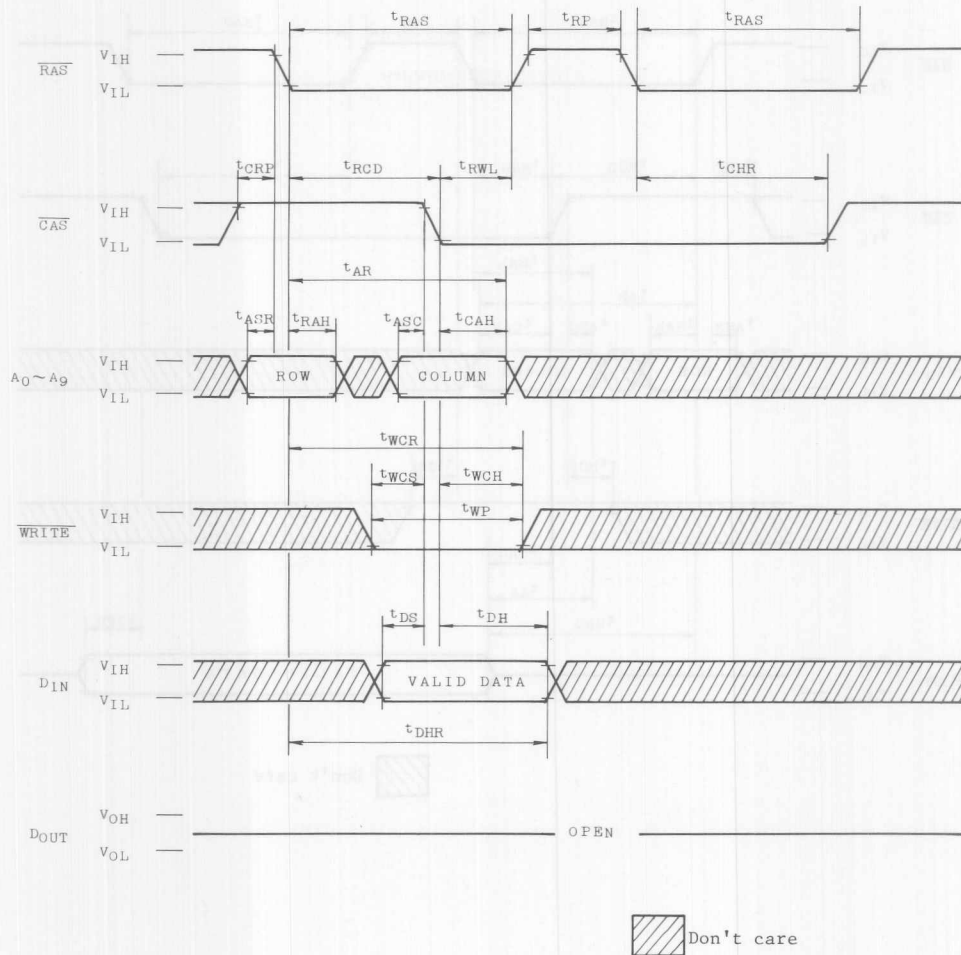 tRAS tRP tRAS
RAS VIH
VIL
tCRP tRCD tRWL tCHR
CAS VIH
VIL
tAR
tASR tRAH tASC tCAH
A0~A9 VIH
VIL
ROW COLUMN
tWCR
tWCS tWCH
tWP
WRITE VIH
VIL
tDS tDH
DIN VIH
VIL
VALID DATA
tDHR
DOUT VOH
VOL
OPEN
Don't care